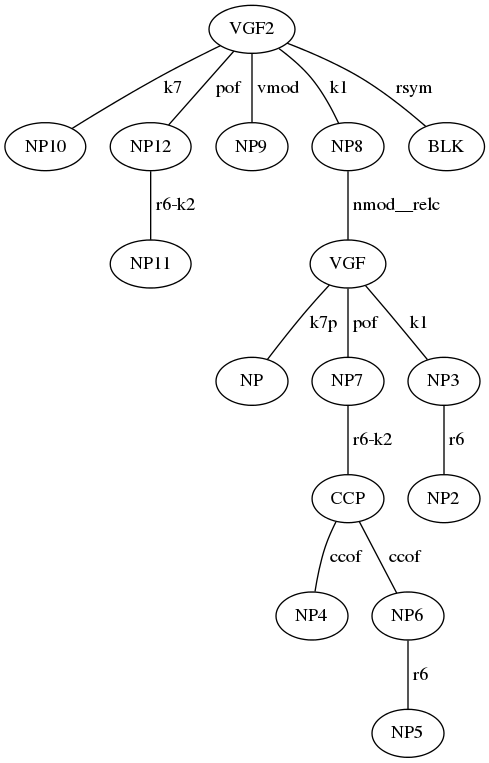 VGF2
k7 pof vmod k1 rsym
NP10 NP12 NP9 NP8 BLK
r6-k2 nmod__relc
NP11 VGF
k7p pof k1
NP NP7 NP3
r6-k2 r6
CCP NP2
ccof ccof
NP4 NP6
r6
NP5